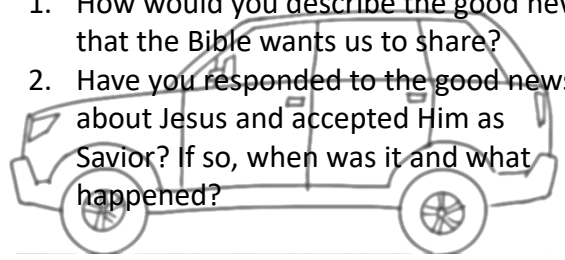 1. How would you describe the good new
that the Bible wants us to share?
2. Have you responded to the good news
about Jesus and accepted Him as
Savior? If so, when was it and what
happened?